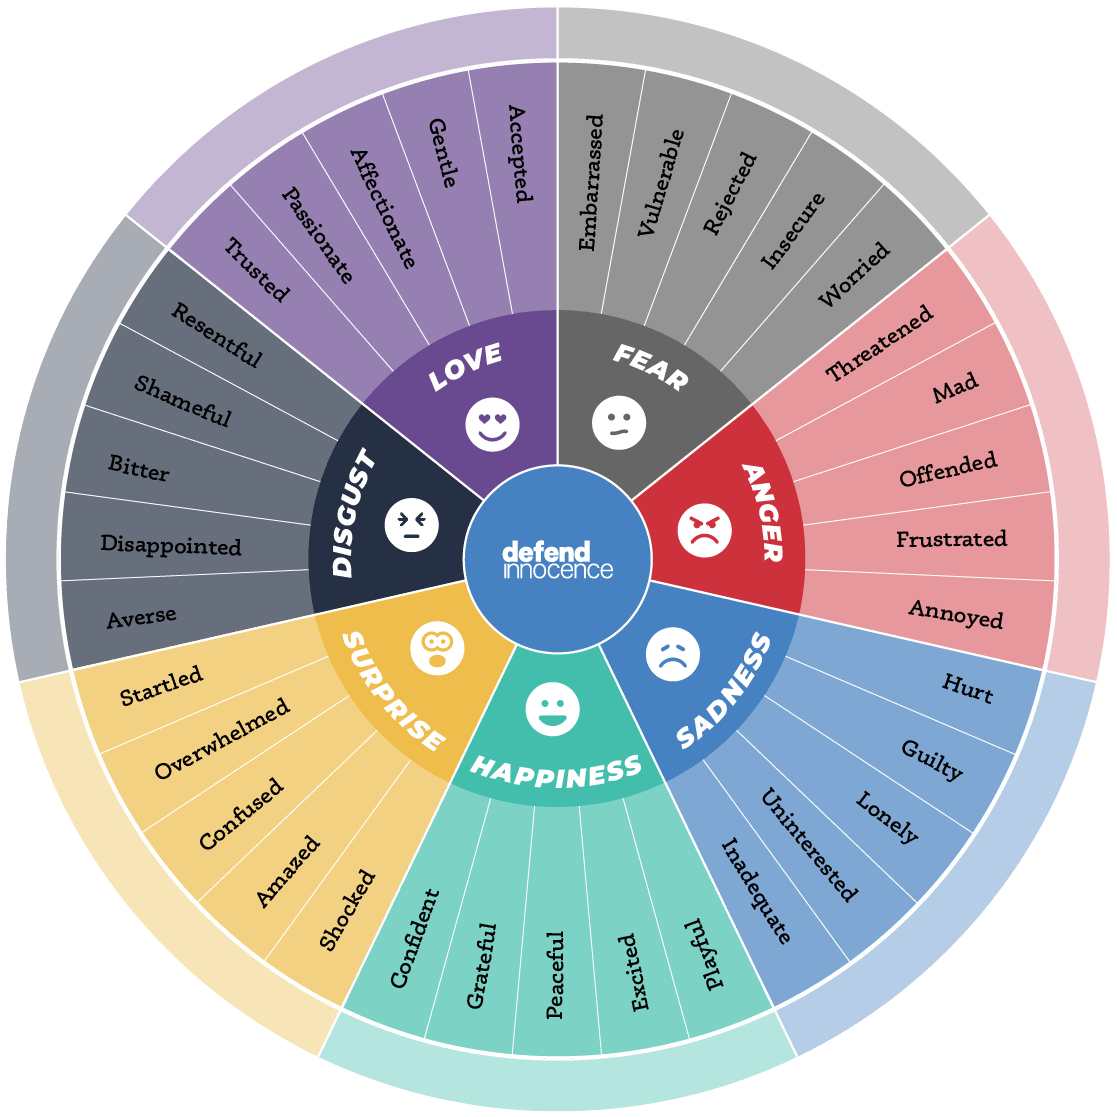 defend
innocence
FEAR
Embarrassed
Vulnerable
Rejected
Insecure
Worried
ANGER
Threatened
Mad
Offended
Frustrated
Annoyed
SADNESS
Hurt
Guilty
Lonely
Uninterested
Inadequate
HAPPINESS
Playful
Excited
Peaceful
Grateful
Confident
SURPRISE
Shocked
Amazed
Confused
Overwhelmed
Startled
DISGUST
Averse
Disappointed
Bitter
Shameful
Resentful
LOVE
Trusted
Passionate
Affectionate
Gentle
Accepted